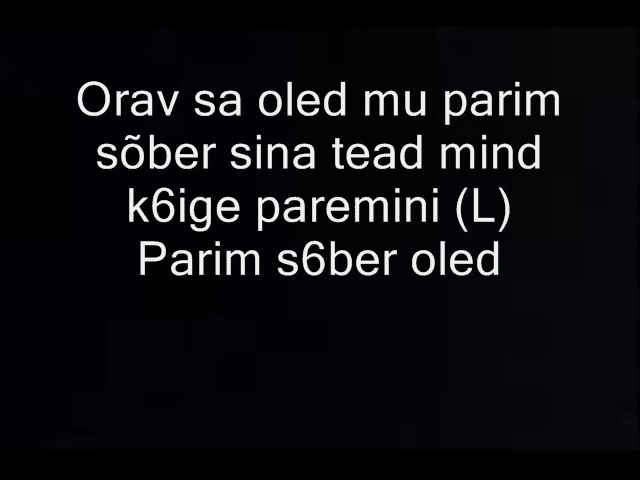 Orav sa oled mu parim
sõber sina tead mind
k6ige paremini (L)
Parim s6ber oled